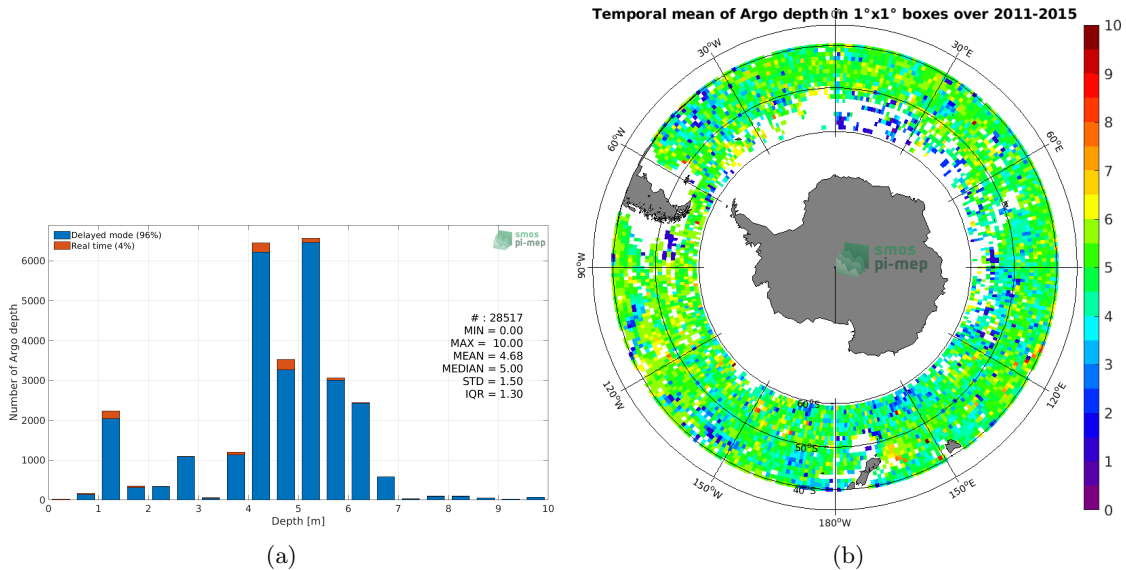 Delayed mode (96%)
Real time (4%)
smos
pi-mep
# : 28517
MIN = 0.00
MAX = 10.00
MEAN = 4.68
MEDIAN = 5.00
STD = 1.50
IQR = 1.30
Number of Argo depth
6000
5000
4000
3000
2000
1000
0
0 1 2 3 4 5 6 7 8 9 10
Depth [m]
(a)
Temporal mean of Argo depth in 1°x1° boxes over 2011-2015
0°
30°W
30°E
60°W
60°E
90°W
120°W
120°E
150°W
150°E
180°W
60°S
50°S
40°S
smos
pi-mep
10
9
8
7
6
5
4
3
2
1
0
(b)